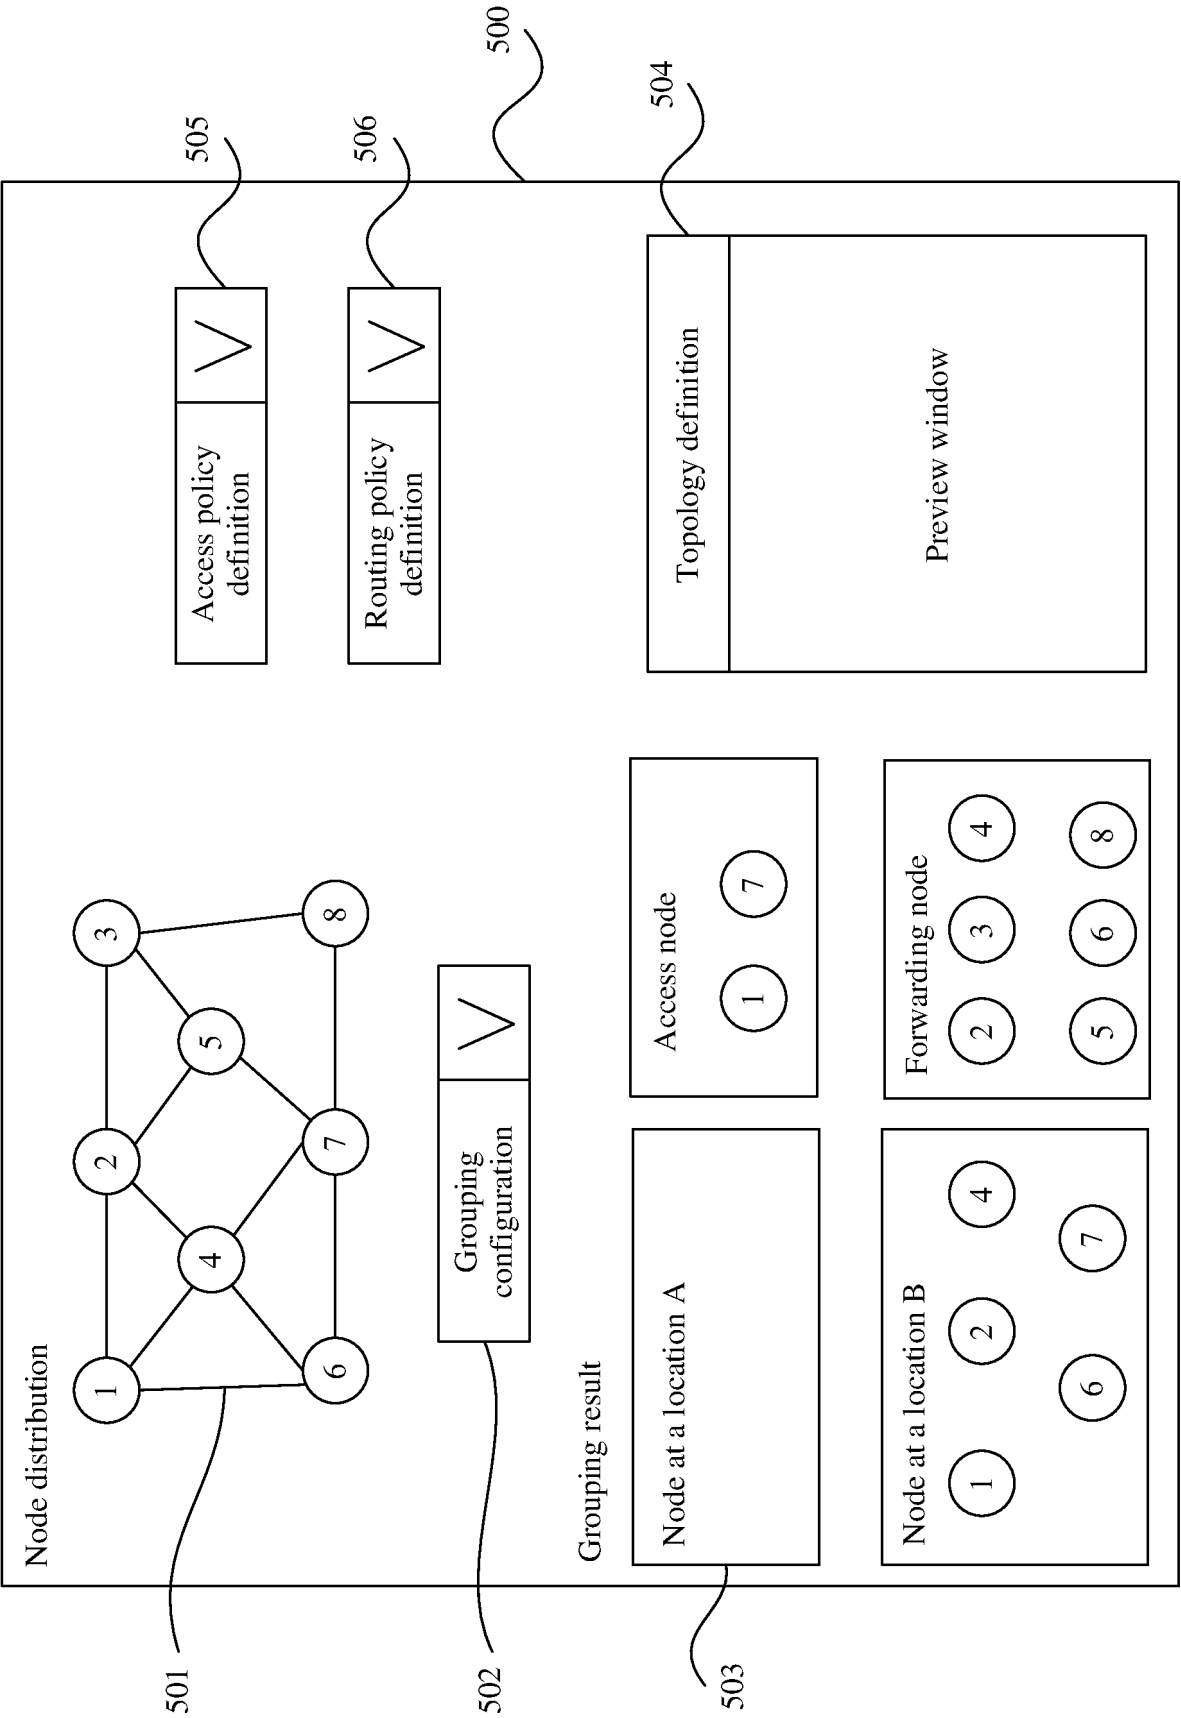 500
Node distribution
1
2
3
4
5
6
7
8
501
Access policy
definition
V
505
Routing policy
definition
V
506
Grouping
configuration
V
502
Grouping result
Node at a location A
503
Access node
1
7
Topology definition
504
Preview window
Node at a location B
1
2
4
6
7
Forwarding node
2
3
4
5
6
8